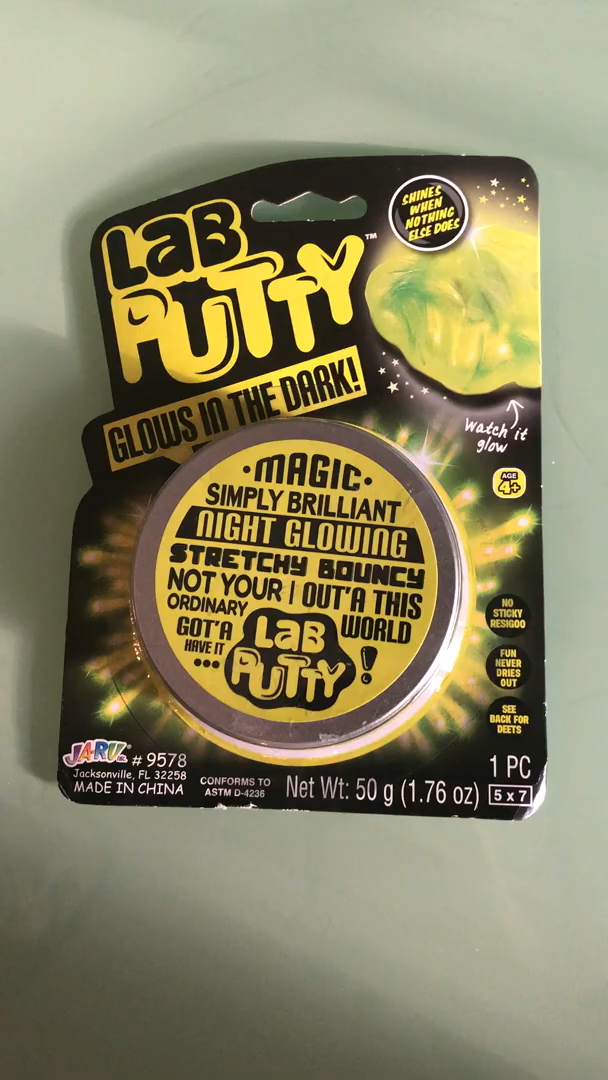 LaB
PUTTY™
GLOWS IN THE DARK!
SHINES
WHEN
NOTHING
ELSE DOES
Watch it
glow
AGE
4+
•MAGIC•
SIMPLY BRILLIANT
NIGHT GLOWING
STRETCHY BOUNCY
NOT YOUR | OUT'A THIS
ORDINARY
WORLD
GOT'A
HAVE IT
•••
LaB
PUTTY
!
NO
STICKY
RESIGOO
FUN
NEVER
DRIES
OUT
SEE
BACK FOR
DEETS
JA-RU INC. # 9578
Jacksonville, FL 32258
MADE IN CHINA
CONFORMS TO
ASTM D-4236
Net Wt: 50 g (1.76 oz)
1 PC
5 x 7